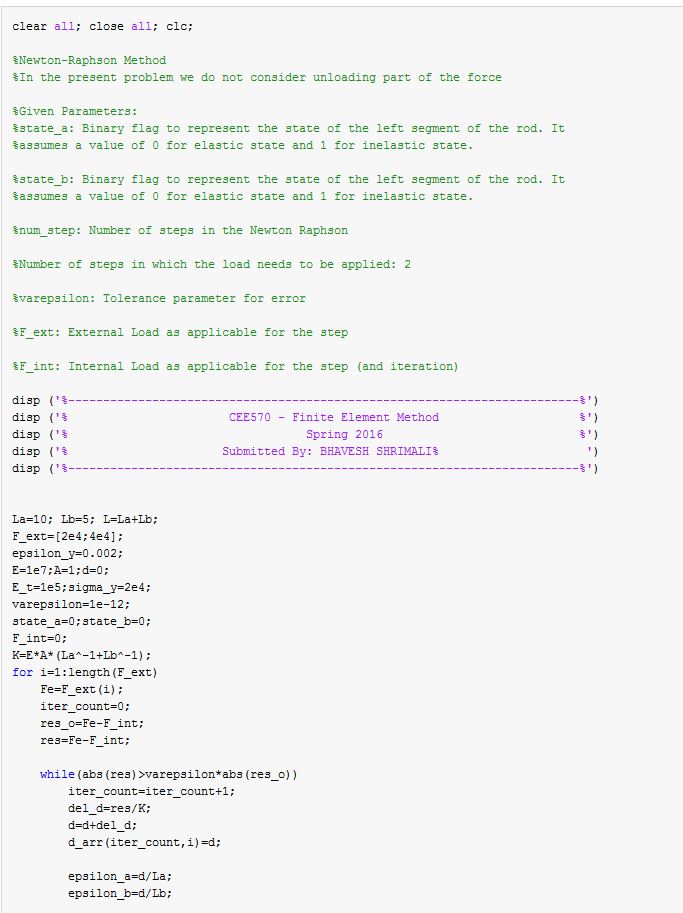 clear all; close all; clc;
%Newton-Raphson Method
%In the present problem we do not consider unloading part of the force
%Given Parameters:
%state_a: Binary flag to represent the state of the left segment of the rod. It
%assumes a value of 0 for elastic state and 1 for inelastic state.
%state_b: Binary flag to represent the state of the left segment of the rod. It
%assumes a value of 0 for elastic state and 1 for inelastic state.
%num_step: Number of steps in the Newton Raphson
%Number of steps in which the load needs to be applied: 2
%varepsilon: Tolerance parameter for error
%F_ext: External Load as applicable for the step
%F_int: Internal Load as applicable for the step (and iteration)
disp ('%-------------------------------------------------------------------------%')
disp ('%                       CEE570 - Finite Element Method                    %')
disp ('%                                  Spring 2016                            %')
disp ('%                      Submitted By: BHAVESH SHRIMALI%                     ')
disp ('%-------------------------------------------------------------------------%')
La=10; Lb=5; L=La+Lb;
F_ext=[2e4;4e4];
epsilon_y=0.002;
E=1e7;A=1;d=0;
E_t=1e5;sigma_y=2e4;
varepsilon=1e-12;
state_a=0;state_b=0;
F_int=0;
K=E*A*(La^-1+Lb^-1);
for i=1:length(F_ext)
    Fe=F_ext(i);
    iter_count=0;
    res_o=Fe-F_int;
    res=Fe-F_int;
    while(abs(res)>varepsilon*abs(res_o))
        iter_count=iter_count+1;
        del_d=res/K;
        d=d+del_d;
        d_arr(iter_count,i)=d;
        epsilon_a=d/La;
        epsilon_b=d/Lb;